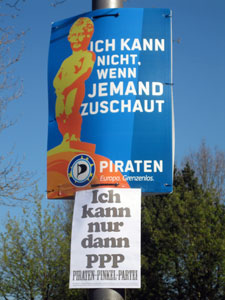 ICH KANN
NICHT,
WENN
JEMAND
ZUSCHAUT
PIRATEN
Europa. Grenzenlos.
Ich
kann
nur
dann
PPP
PIRATEN-PINKEL-PARTEI